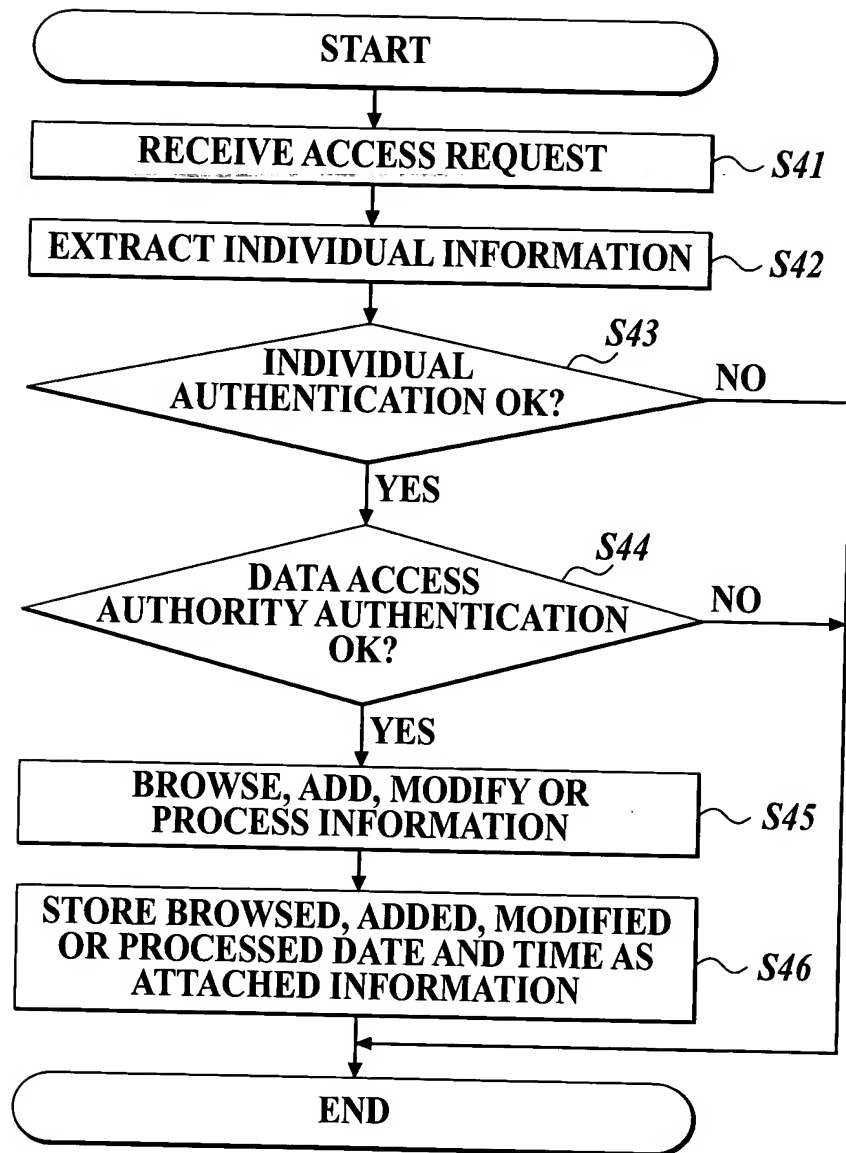 START
RECEIVE ACCESS REQUEST
S41
EXTRACT INDIVIDUAL INFORMATION
S42
S43
INDIVIDUAL
AUTHENTICATION OK?
NO
YES
S44
DATA ACCESS
AUTHORITY AUTHENTICATION
OK?
NO
YES
BROWSE, ADD, MODIFY OR
PROCESS INFORMATION
S45
STORE BROWSED, ADDED, MODIFIED
OR PROCESSED DATE AND TIME AS
ATTACHED INFORMATION
S46
END